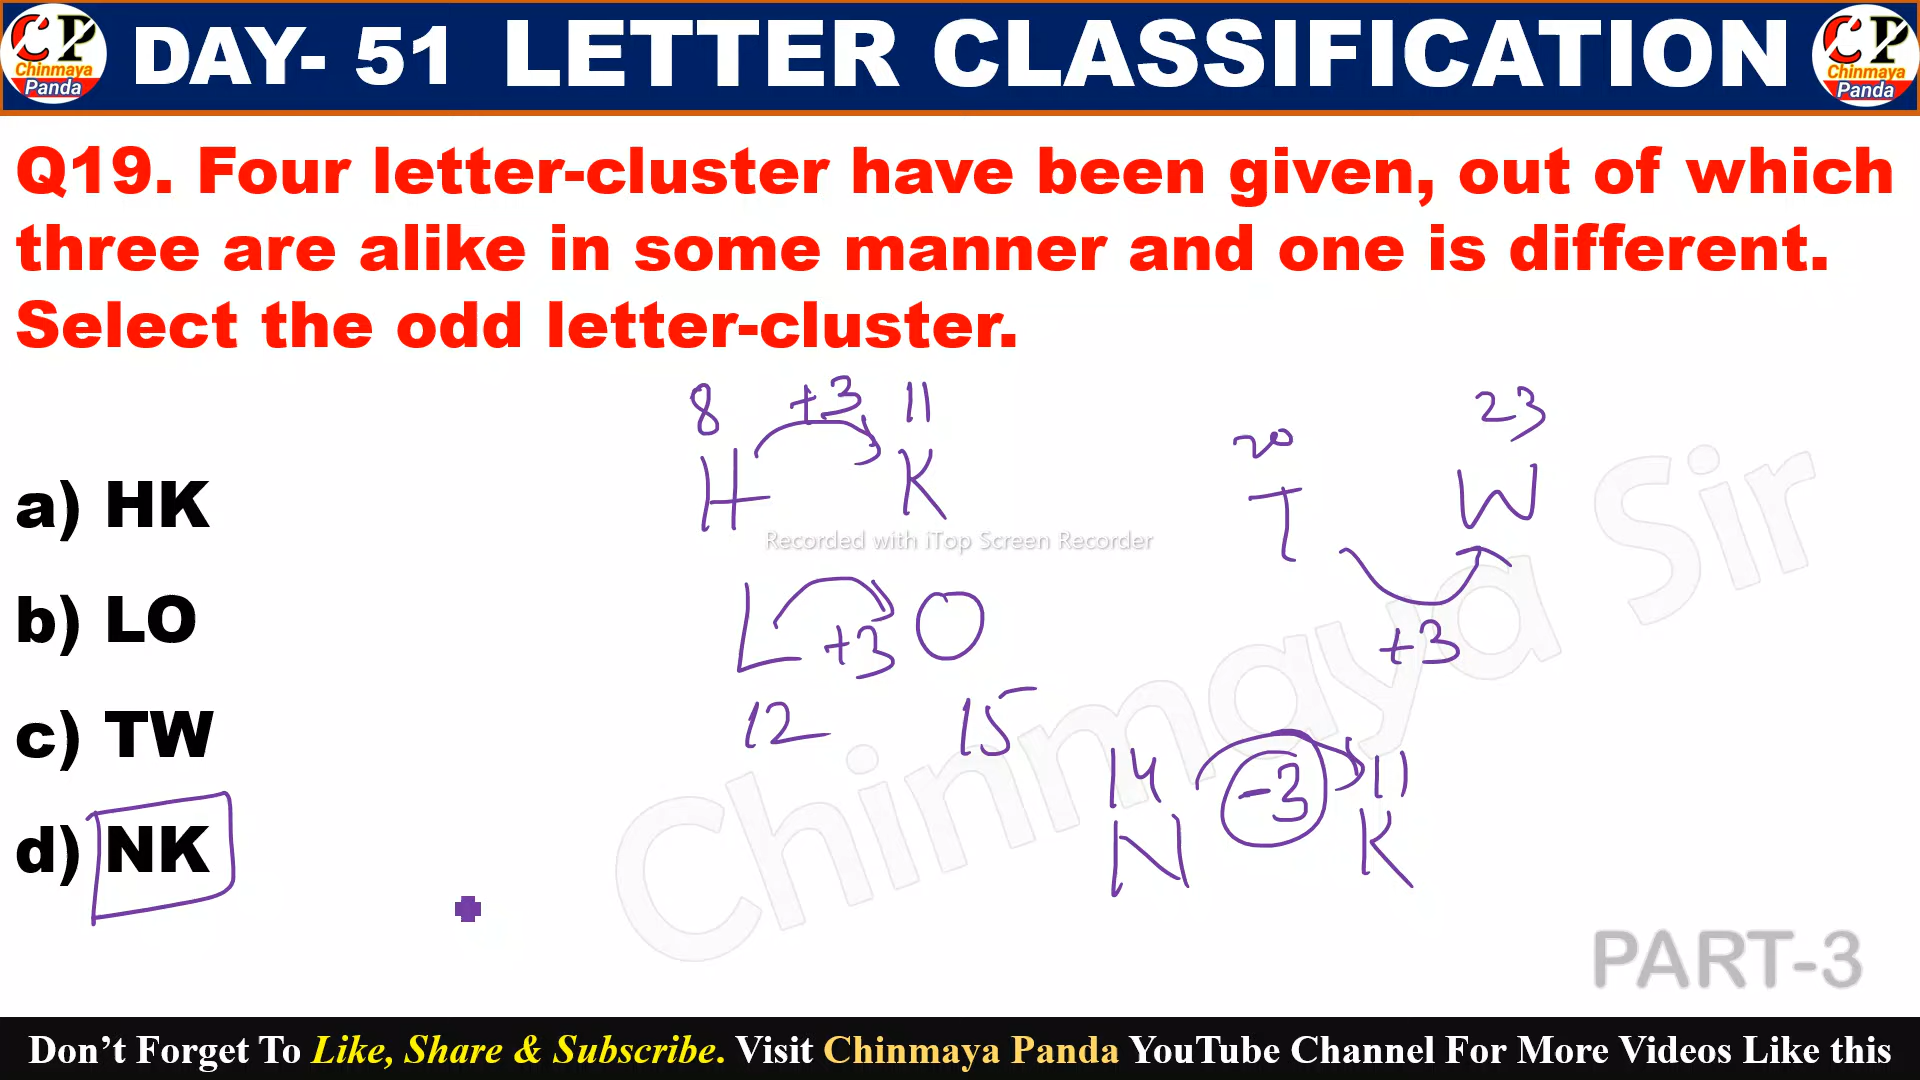 CP
Chinmaya
Panda
DAY- 51 LETTER CLASSIFICATION
CP
Chinmaya
Panda
Q19. Four letter-cluster have been given, out of which
three are alike in some manner and one is different.
Select the odd letter-cluster.
8 +3 11
H K
20 23
T W
+3
a) HK
Recorded with iTop Screen Recorder
b) LO
L +3 O
12 15
c) TW
14 -3 11
N K
d) NK
Chinmaya Sir
PART-3
Don't Forget To Like, Share & Subscribe. Visit Chinmaya Panda YouTube Channel For More Videos Like this